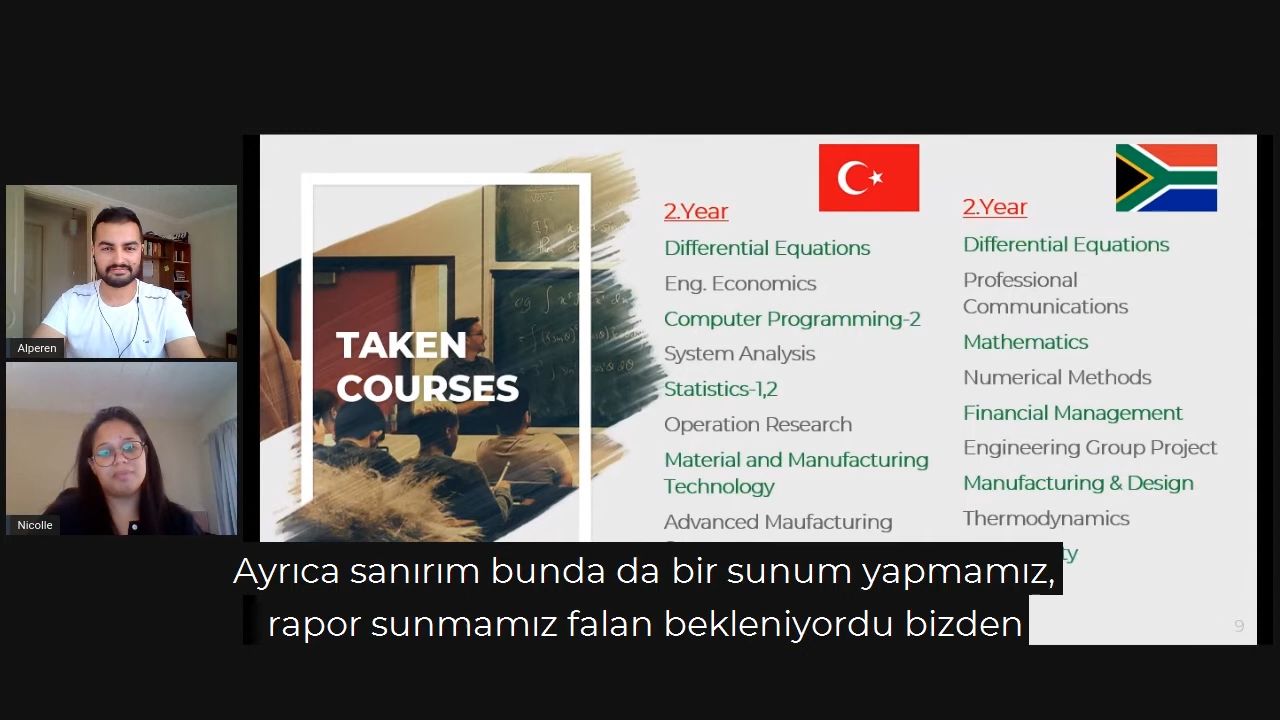 Alperen
Nicolle
TAKEN
COURSES
2.Year
Differential Equations
Eng. Economics
Computer Programming-2
System Analysis
Statistics-1,2
Operation Research
Material and Manufacturing
Technology
Advanced Maufacturing
2.Year
Differential Equations
Professional
Communications
Mathematics
Numerical Methods
Financial Management
Engineering Group Project
Manufacturing & Design
Thermodynamics
Ayrıca sanırım bunda da bir sunum yapmamız,
rapor sunmamız falan bekleniyordu bizden
9